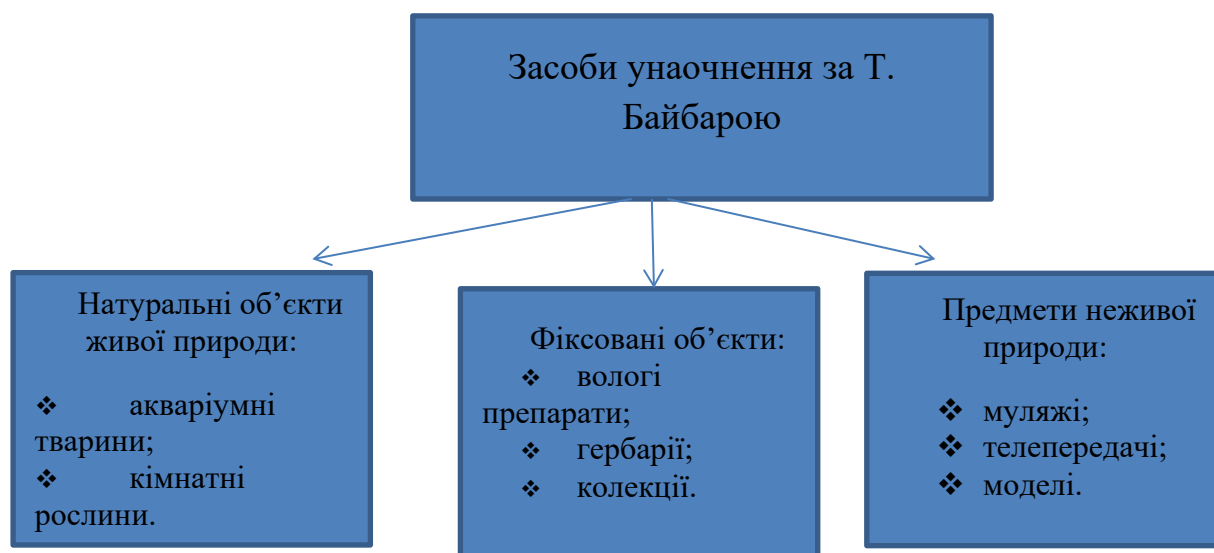 Засоби унаочнення за Т.
Байбарою
Натуральні об’єкти
живої природи:
❖ акваріумні
тварини;
❖ кімнатні
рослини.
Фіксовані об’єкти:
❖ вологі
препарати;
❖ гербарії;
❖ колекції.
Предмети неживої
природи:
❖ муляжі;
❖ телепередачі;
❖ моделі.